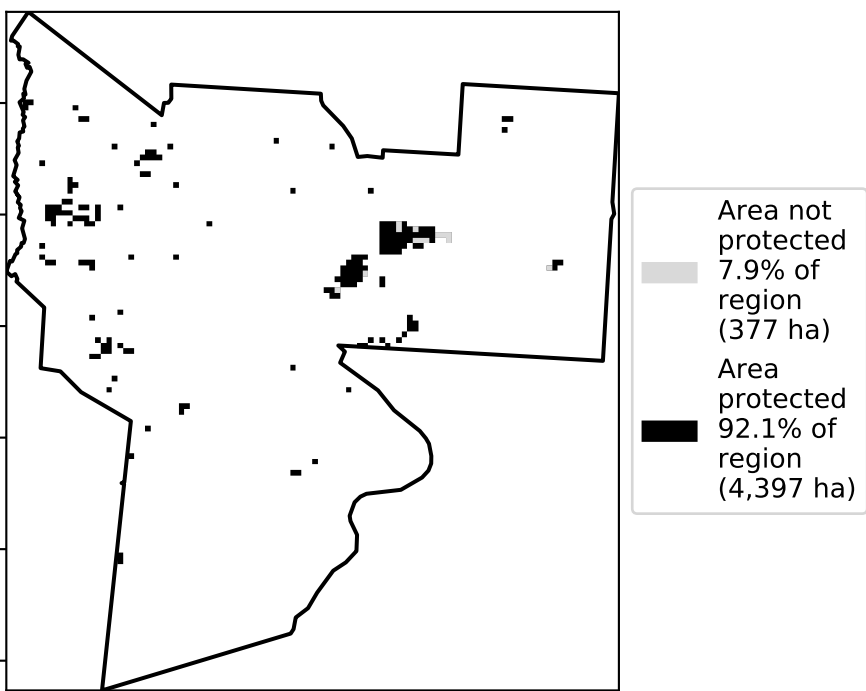 Area not
protected
7.9% of
region
(377 ha)
Area
protected
92.1% of
region
(4,397 ha)